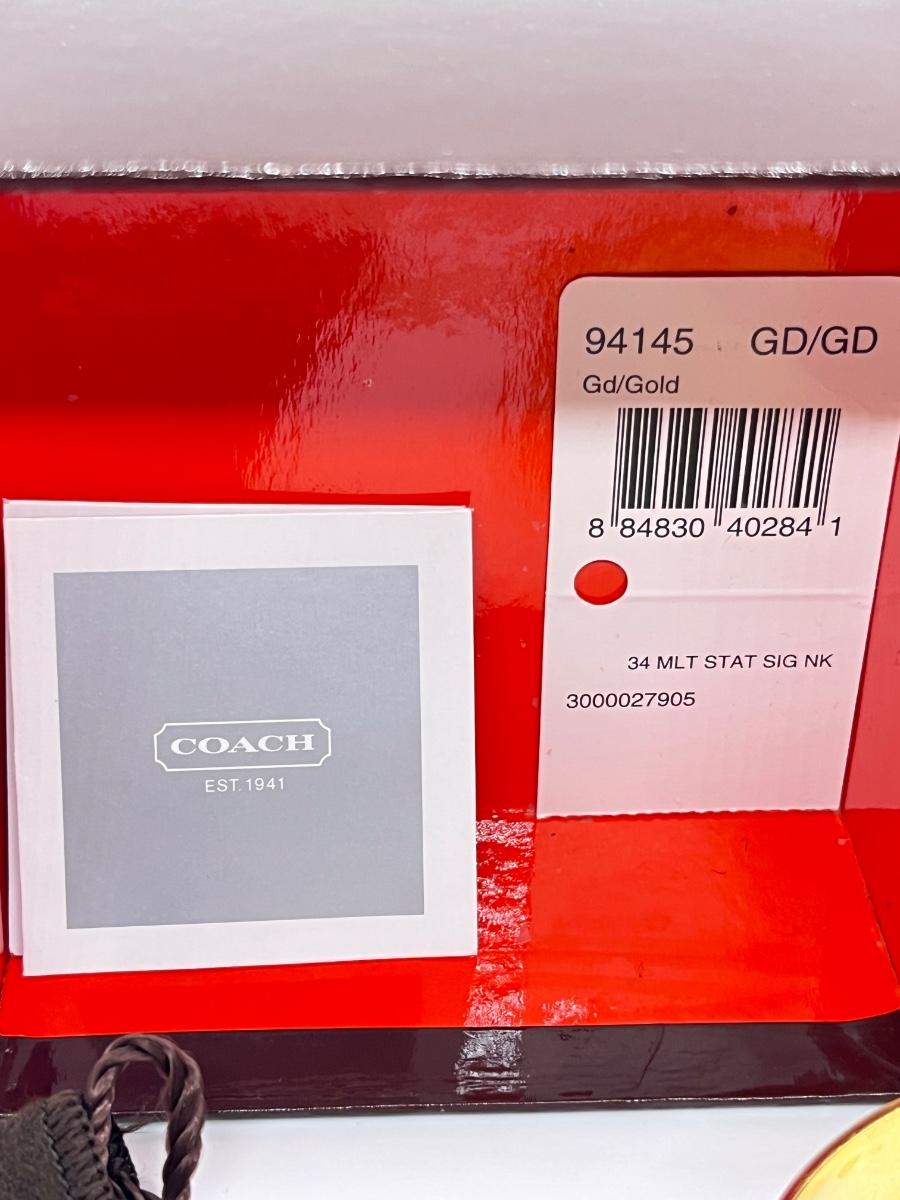 94145 GD/GD
Gd/Gold
8 84830 40284 1
34 MLT STAT SIG NK
3000027905
COACH
EST. 1941